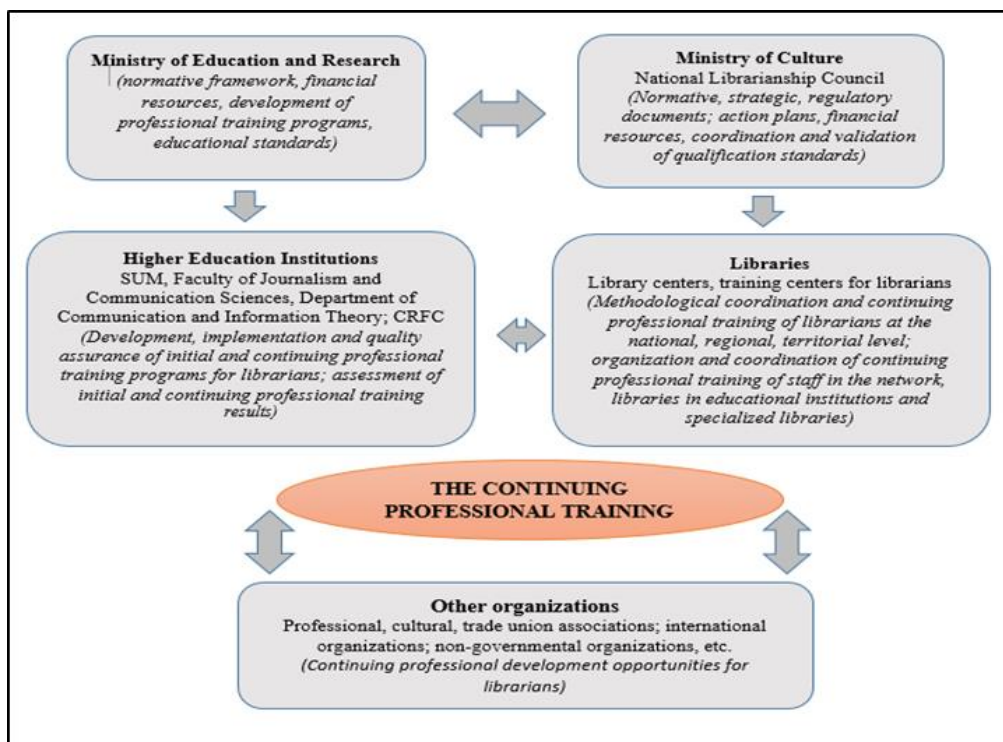 Ministry of Education and Research
(normative framework, financial
resources, development of
professional training programs,
educational standards)
Ministry of Culture
National Librarianship Council
(Normative, strategic, regulatory
documents; action plans, financial
resources, coordination and validation
of qualification standards)
Higher Education Institutions
SUM, Faculty of Journalism and
Communication Sciences, Department of
Communication and Information Theory; CRFC
(Development, implementation and quality
assurance of initial and continuing professional
training programs for librarians; assessment of
initial and continuing professional training
results)
Libraries
Library centers, training centers for librarians
(Methodological coordination and continuing
professional training of librarians at the
national, regional, territorial level;
organization and coordination of continuing
professional training of staff in the network,
libraries in educational institutions and
specialized libraries)
THE CONTINUING
PROFESSIONAL TRAINING
Other organizations
Professional, cultural, trade union associations; international
organizations; non-governmental organizations, etc.
(Continuing professional development opportunities for
librarians)